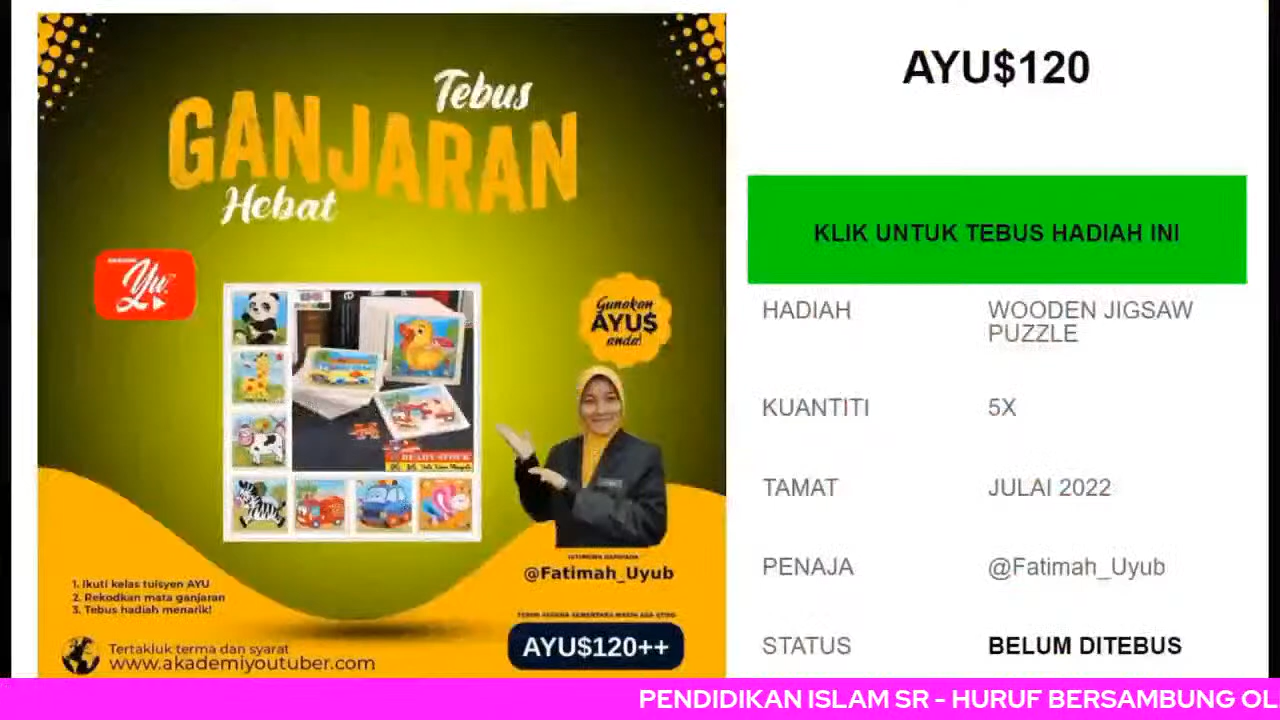 Tebus
GANJARAN
Hebat
Yu
Gunakan
AYU$
anda!
READY STOCK
@Fatimah_Uyub
1. Ikuti kelas tuisyen AYU
2. Rekodkan mata ganjaran
3. Tebus hadiah menarik!
Tertakluk terma dan syarat
www.akademiyoutuber.com
AYU$120++
AYU$120
KLIK UNTUK TEBUS HADIAH INI
HADIAH WOODEN JIGSAW
PUZZLE
KUANTITI 5X
TAMAT JULAI 2022
PENAJA @Fatimah_Uyub
STATUS BELUM DITEBUS
PENDIDIKAN ISLAM SR - HURUF BERSAMBUNG OL